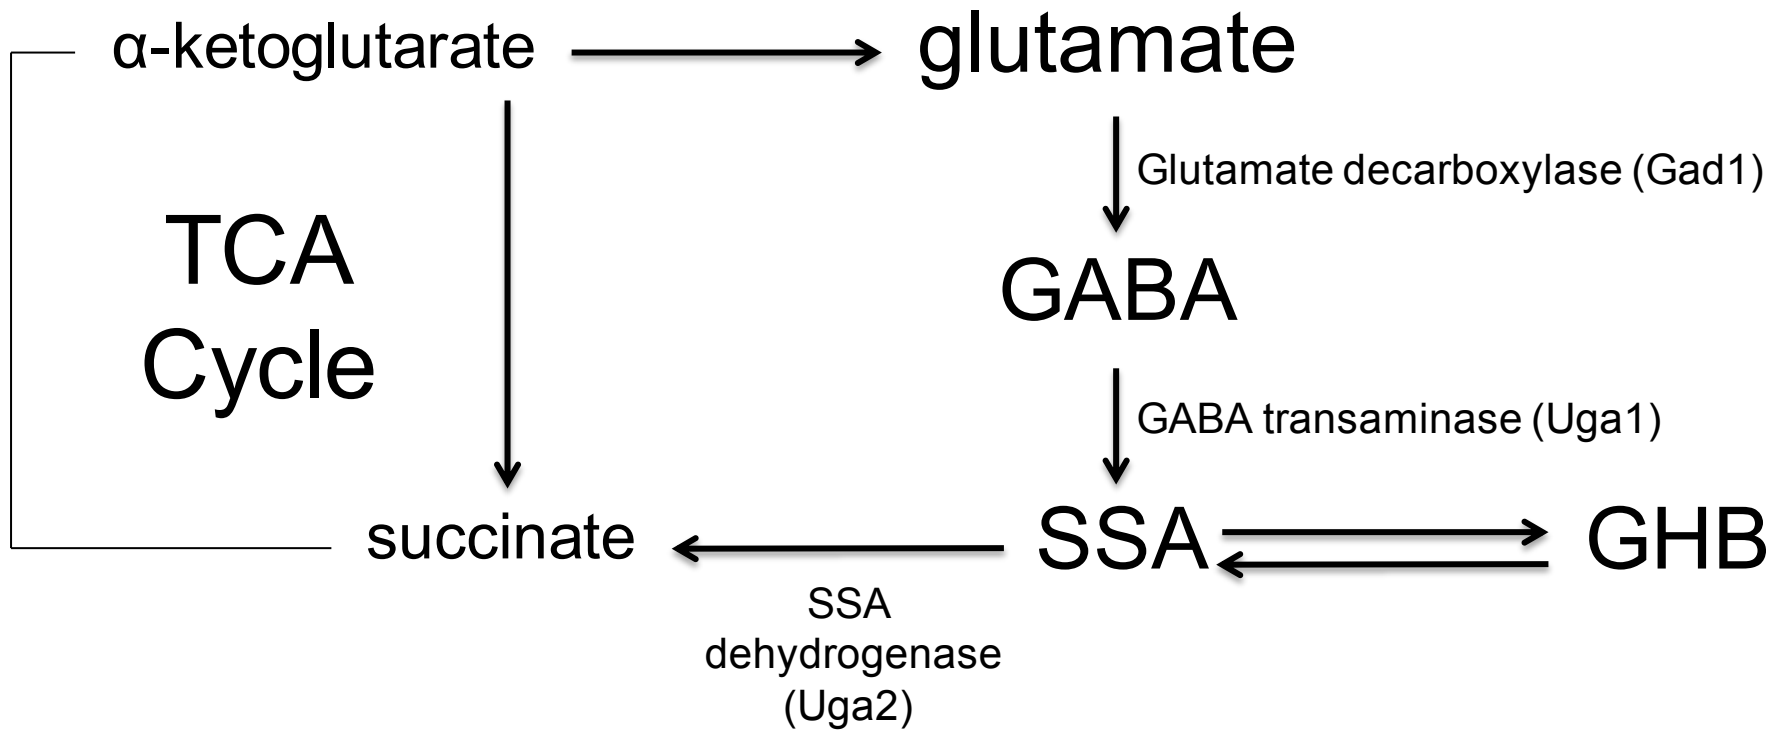 α-ketoglutarate
glutamate
Glutamate decarboxylase (Gad1)
TCA
Cycle
GABA
GABA transaminase (Uga1)
succinate
SSA
GHB
SSA
dehydrogenase
(Uga2)